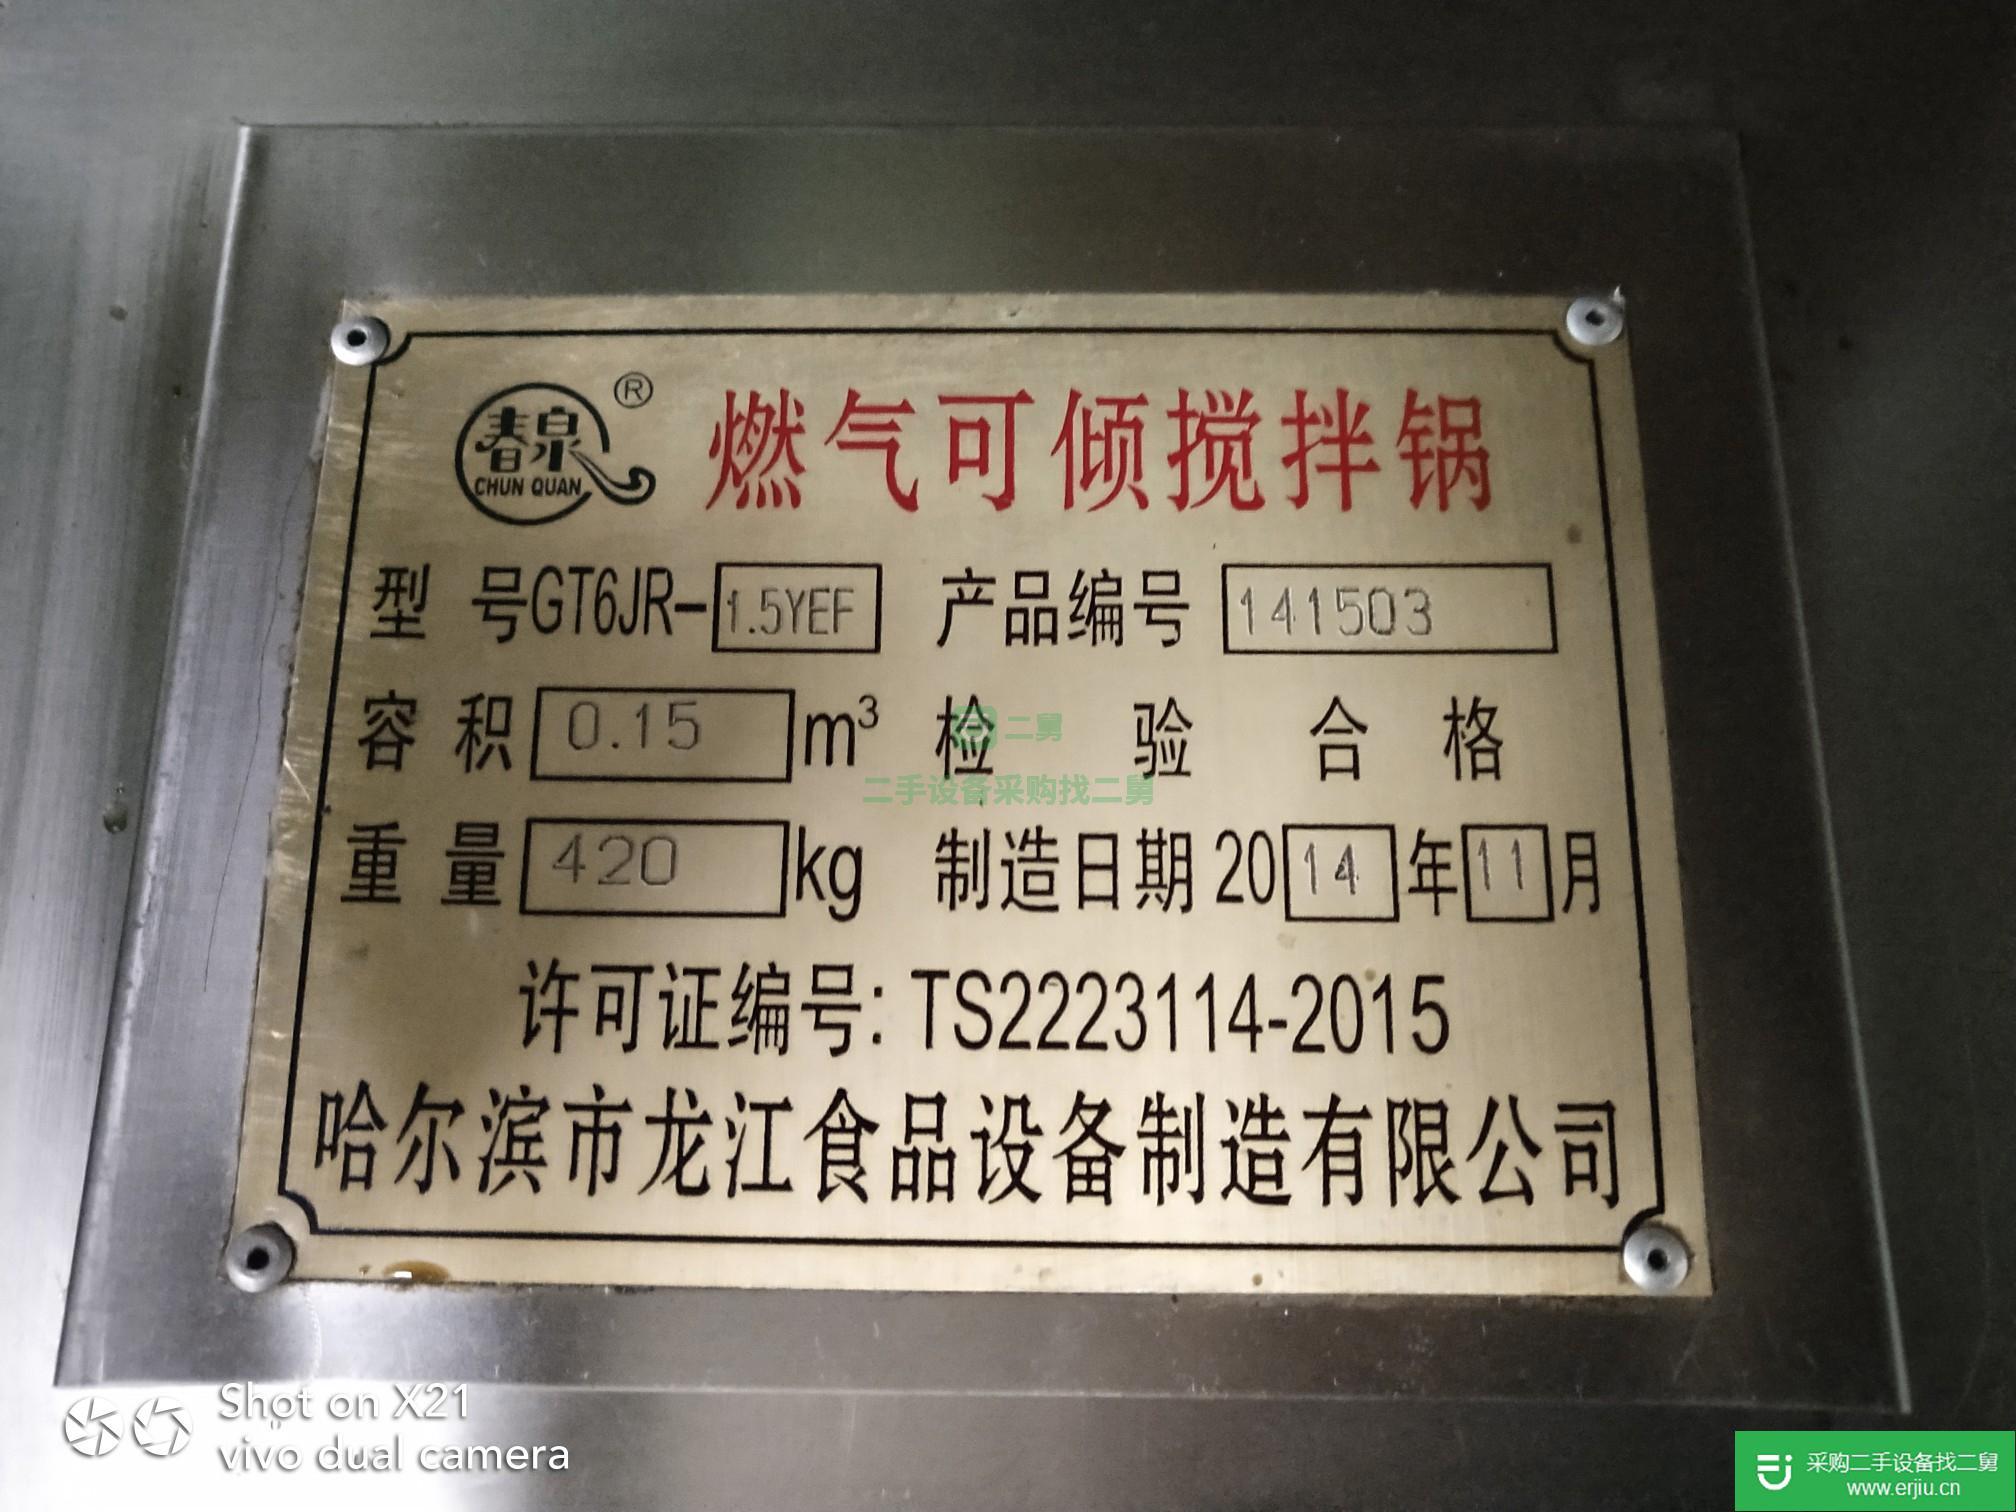 春泉
CHUN QUAN
®
燃气可倾搅拌锅
型 号GT6JR-1.5YEF 产品编号 141503
容 积 0.15 m³ 检 验 合 格
二舅
二手设备采购找二舅
重 量 420 kg 制造日期 2014年11月
许可证编号: TS2223114-2015
哈尔滨市龙江食品设备制造有限公司
Shot on X21
vivo dual camera
采购二手设备找二舅
www.erjiu.cn